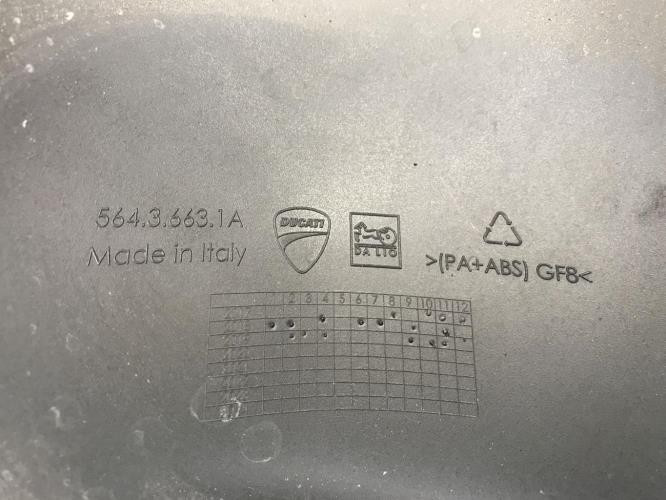 564.3.663.1A
Made in Italy
DUCATI
DA LIO
>(PA+ABS) GF8<
1 2 3 4 5 6 7 8 9 10 11 12